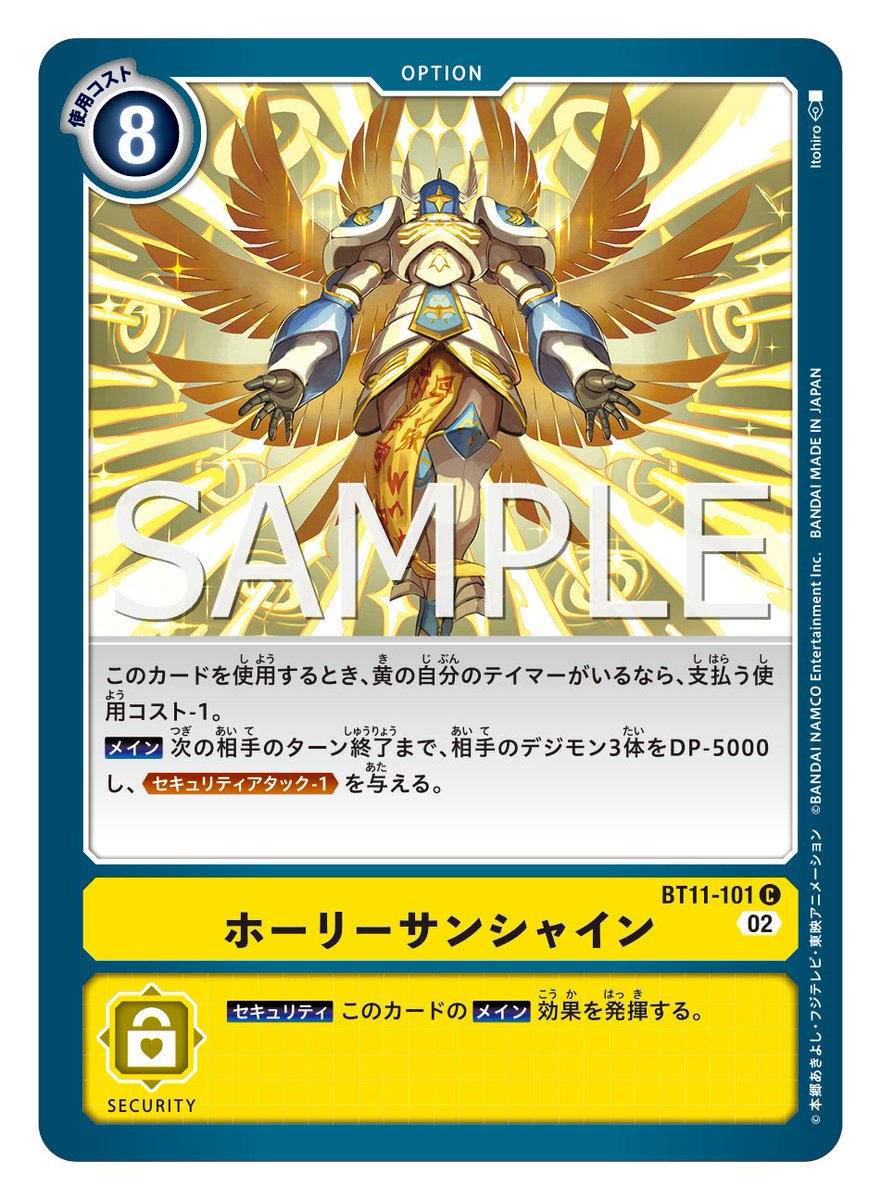 OPTION
使用コスト
8
Itohiro
SAMPLE
このカードを使用するとき、黄の自分のテイマーがいるなら、支払う使
用コスト-1。
メイン 次の相手のターン終了まで、相手のデジモン3体をDP-5000
し、セキュリティアタック-1 を与える。
BT11-101 C
ホーリーサンシャイン
02
セキュリティ このカードの メイン 効果を発揮する。
SECURITY
©本郷あきよし・フジテレビ・東映アニメーション ©BANDAI NAMCO Entertainment Inc. BANDAI MADE IN JAPAN